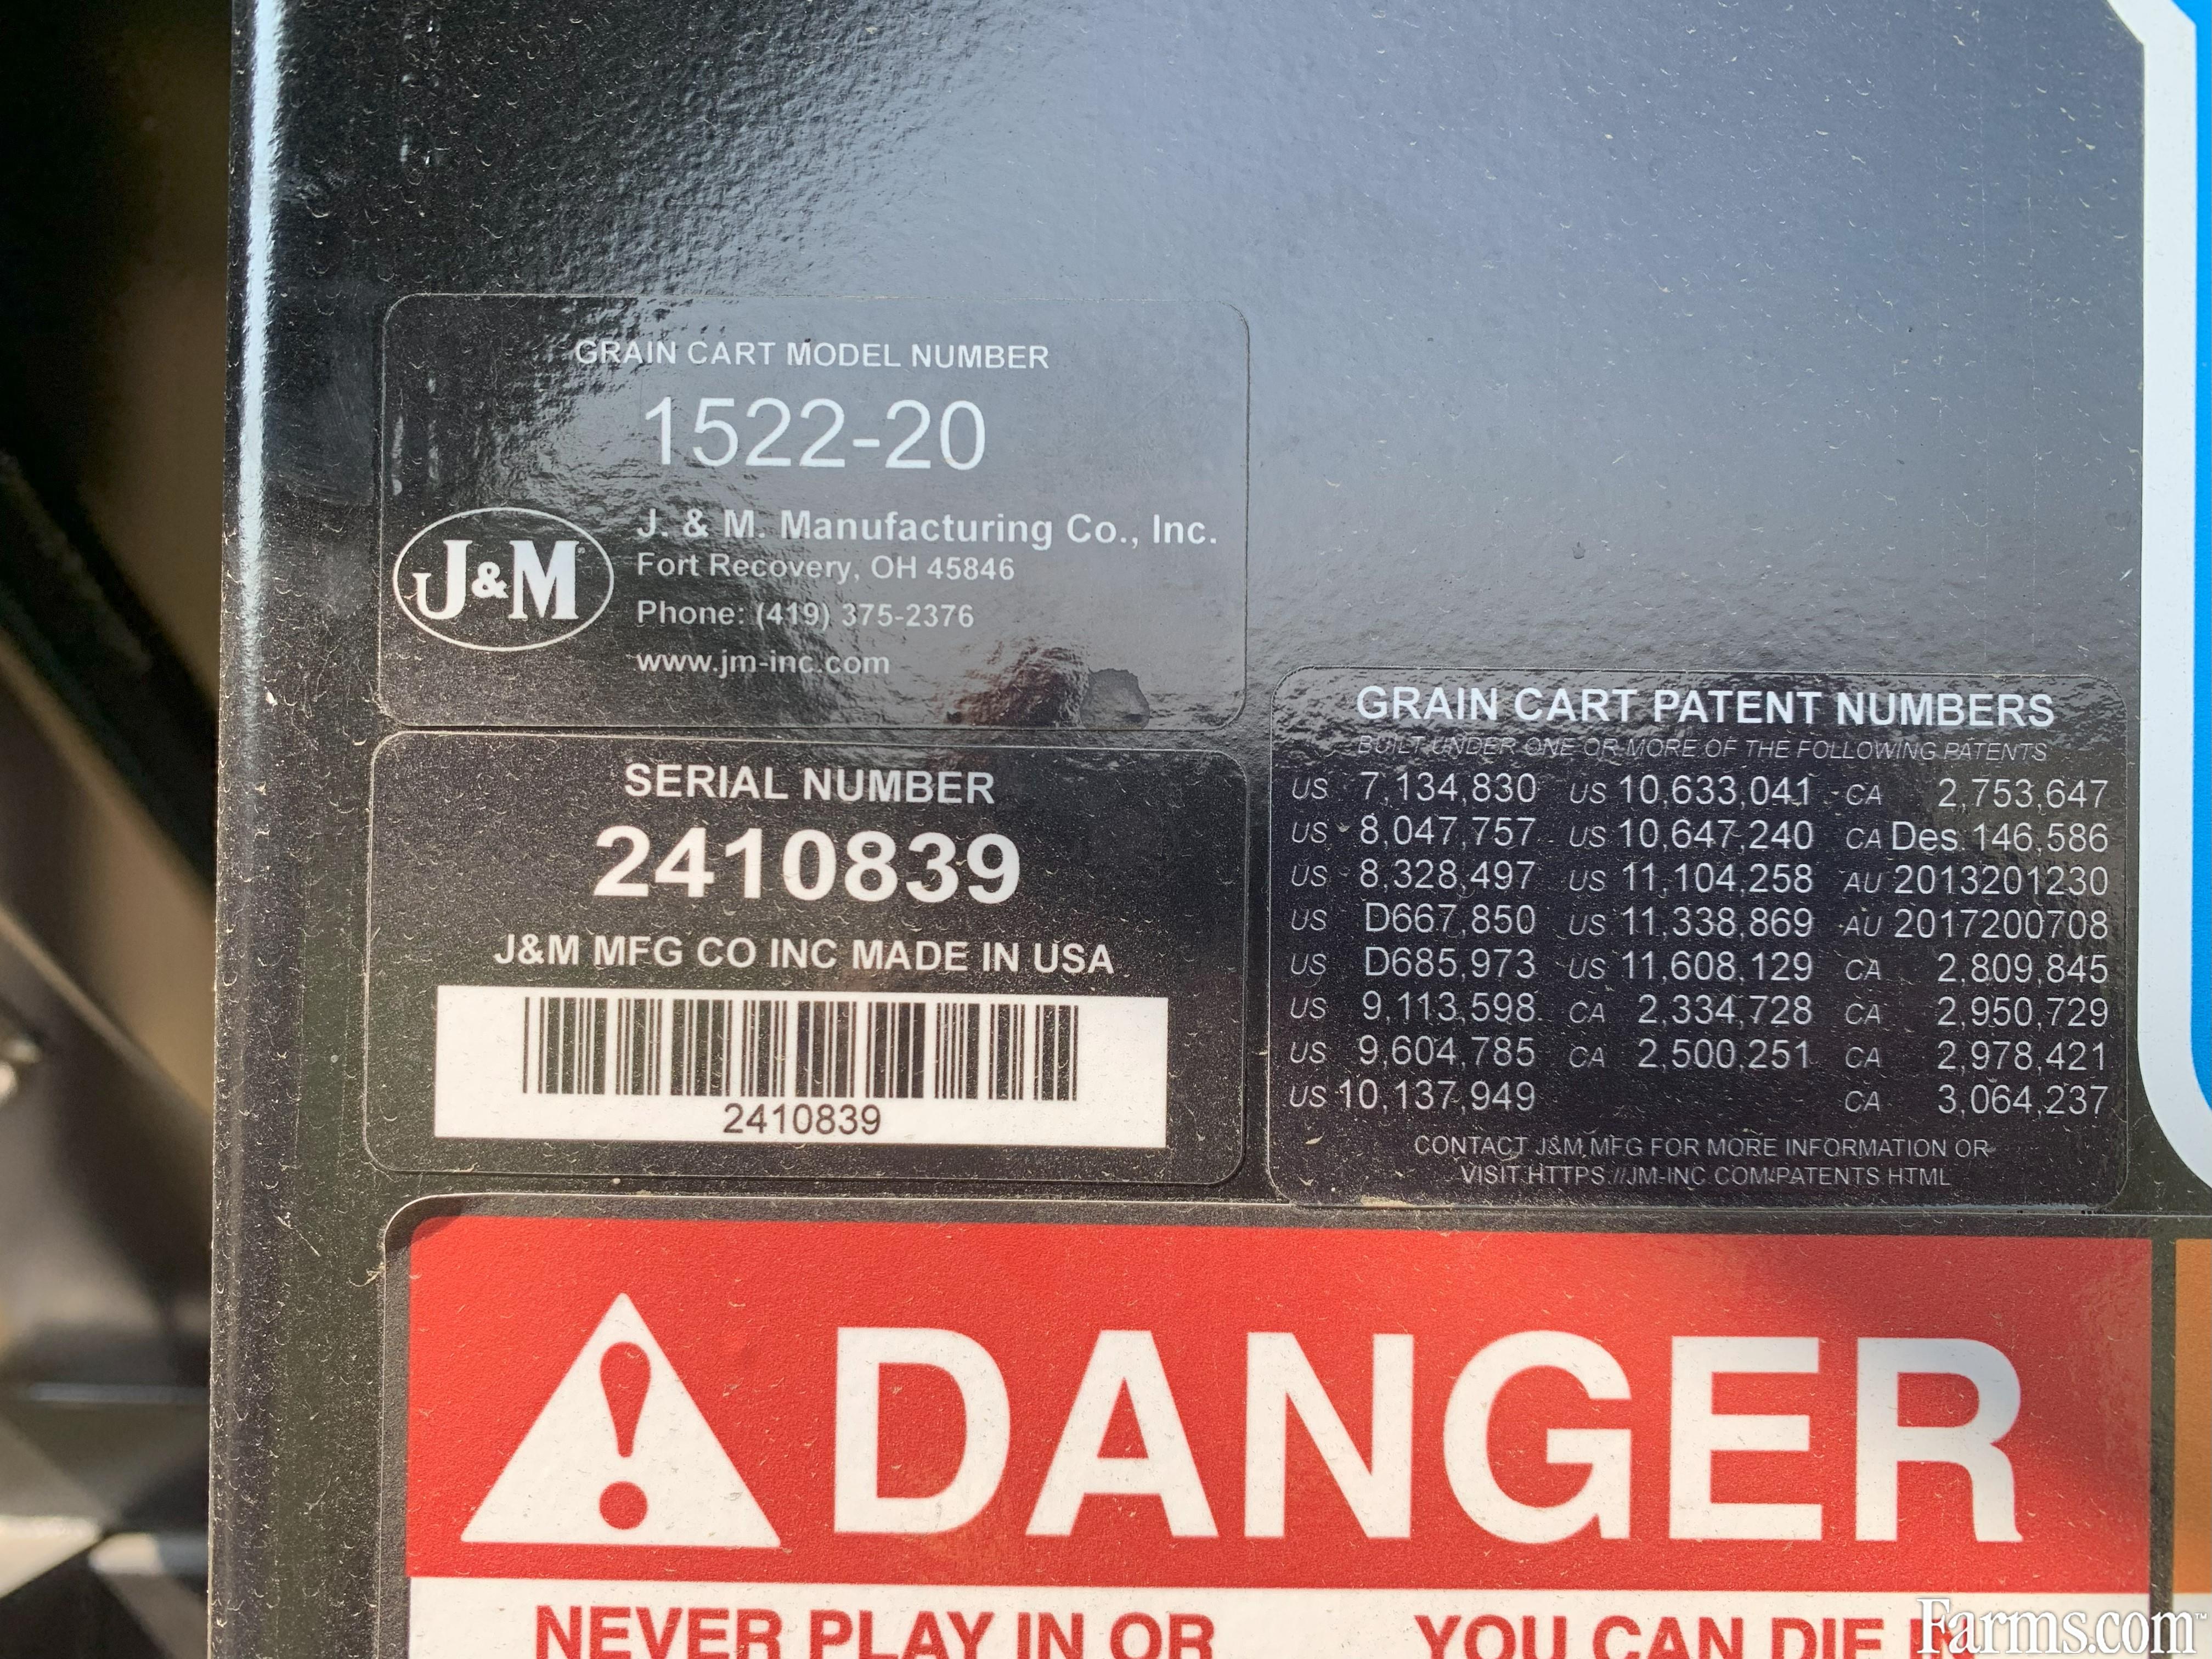 GRAIN CART MODEL NUMBER
1522-20
J&M
J. & M. Manufacturing Co., Inc.
Fort Recovery, OH 45846
Phone: (419) 375-2376
www.jm-inc.com
SERIAL NUMBER
2410839
J&M MFG CO INC MADE IN USA
2410839
GRAIN CART PATENT NUMBERS
BUILT UNDER ONE OR MORE OF THE FOLLOWING PATENTS
US 7,134,830 US 10,633,041 CA 2,753,647
US 8,047,757 US 10,647,240 CA Des. 146,586
US 8,328,497 US 11,104,258 AU 2013201230
US D667,850 US 11,338,869 AU 2017200708
US D685,973 US 11,608,129 CA 2,809,845
US 9,113,598 CA 2,334,728 CA 2,950,729
US 9,604,785 CA 2,500,251 CA 2,978,421
US 10,137,949 CA 3,064,237
CONTACT J&M MFG FOR MORE INFORMATION OR
VISIT HTTPS://JM-INC.COM/PATENTS.HTML
DANGER
NEVER PLAY IN OR
YOU CAN DIE IN
Farms.com™